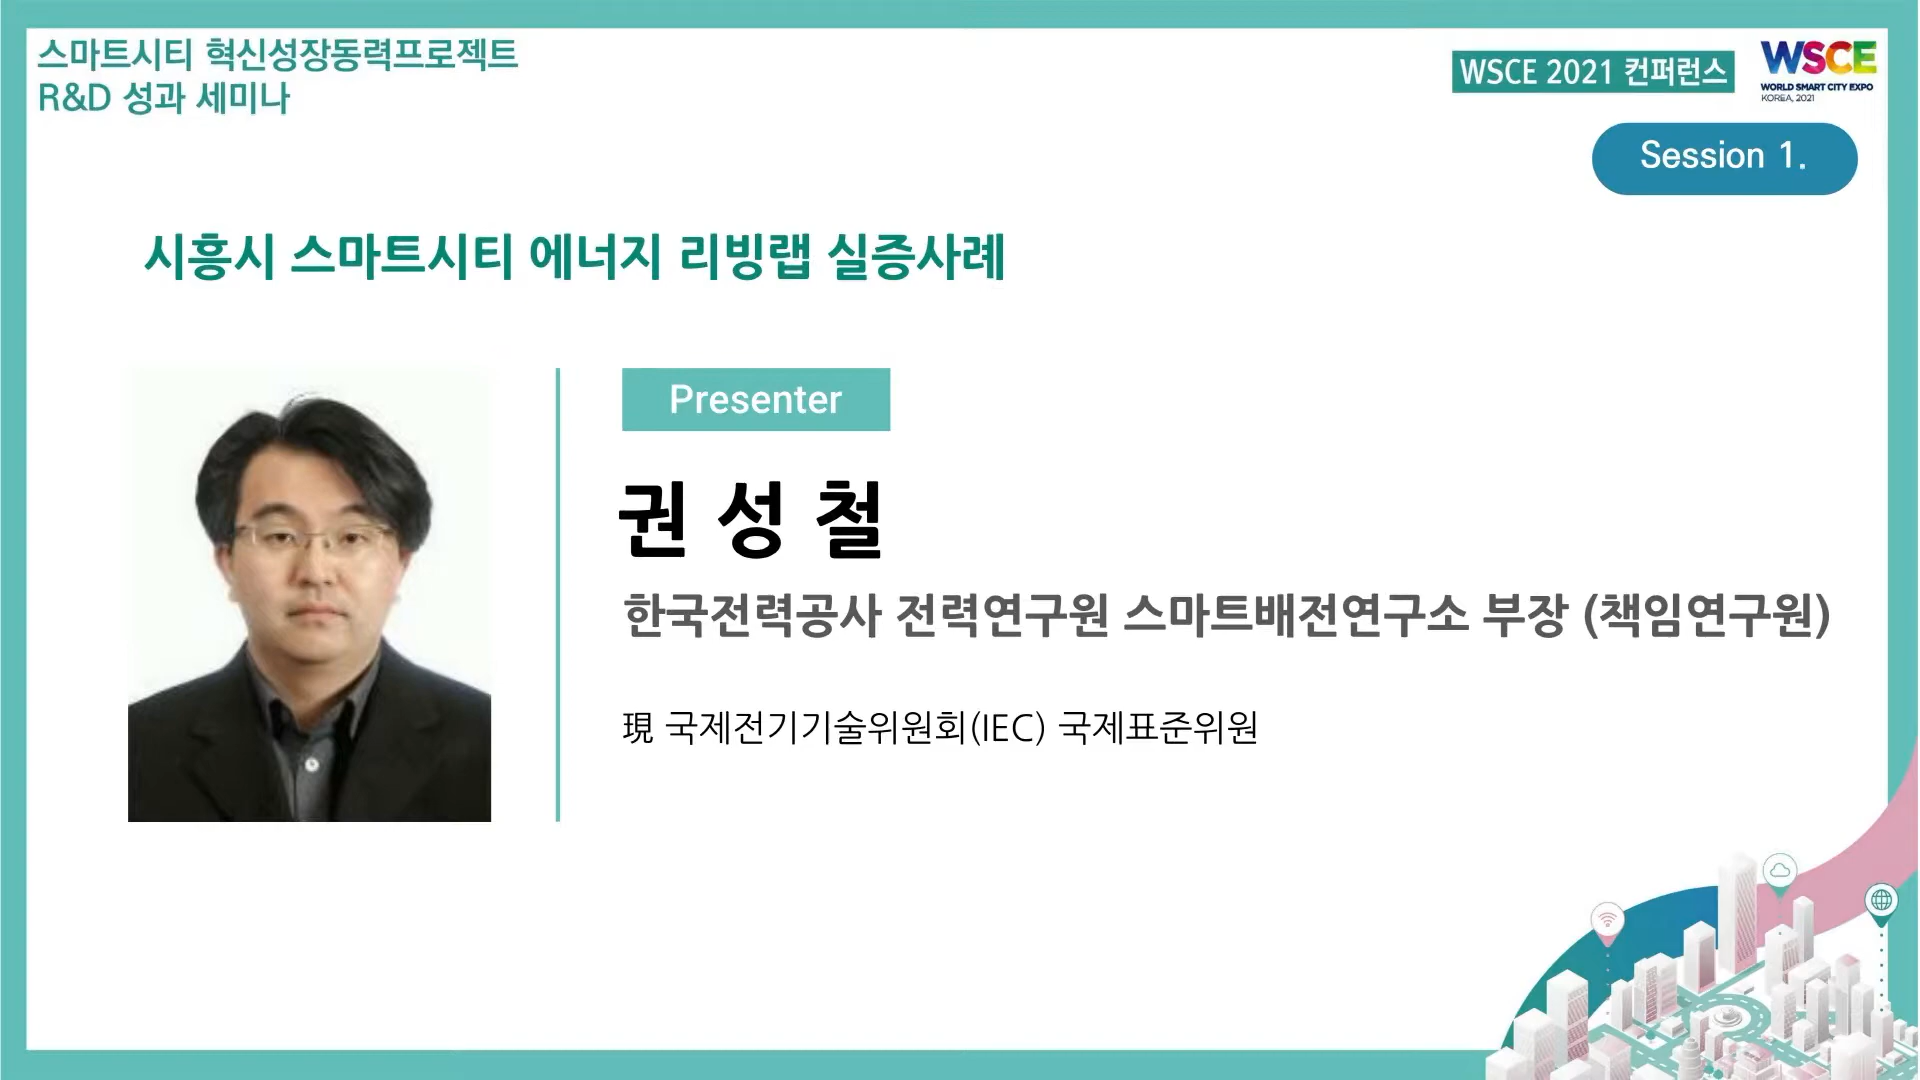 스마트시티 혁신성장동력프로젝트
R&D 성과 세미나
WSCE 2021 컨퍼런스
WSCE
WORLD SMART CITY EXPO
KOREA, 2021
Session 1.
시흥시 스마트시티 에너지 리빙랩 실증사례
Presenter
권 성 철
한국전력공사 전력연구원 스마트배전연구소 부장 (책임연구원)
現 국제전기기술위원회(IEC) 국제표준위원